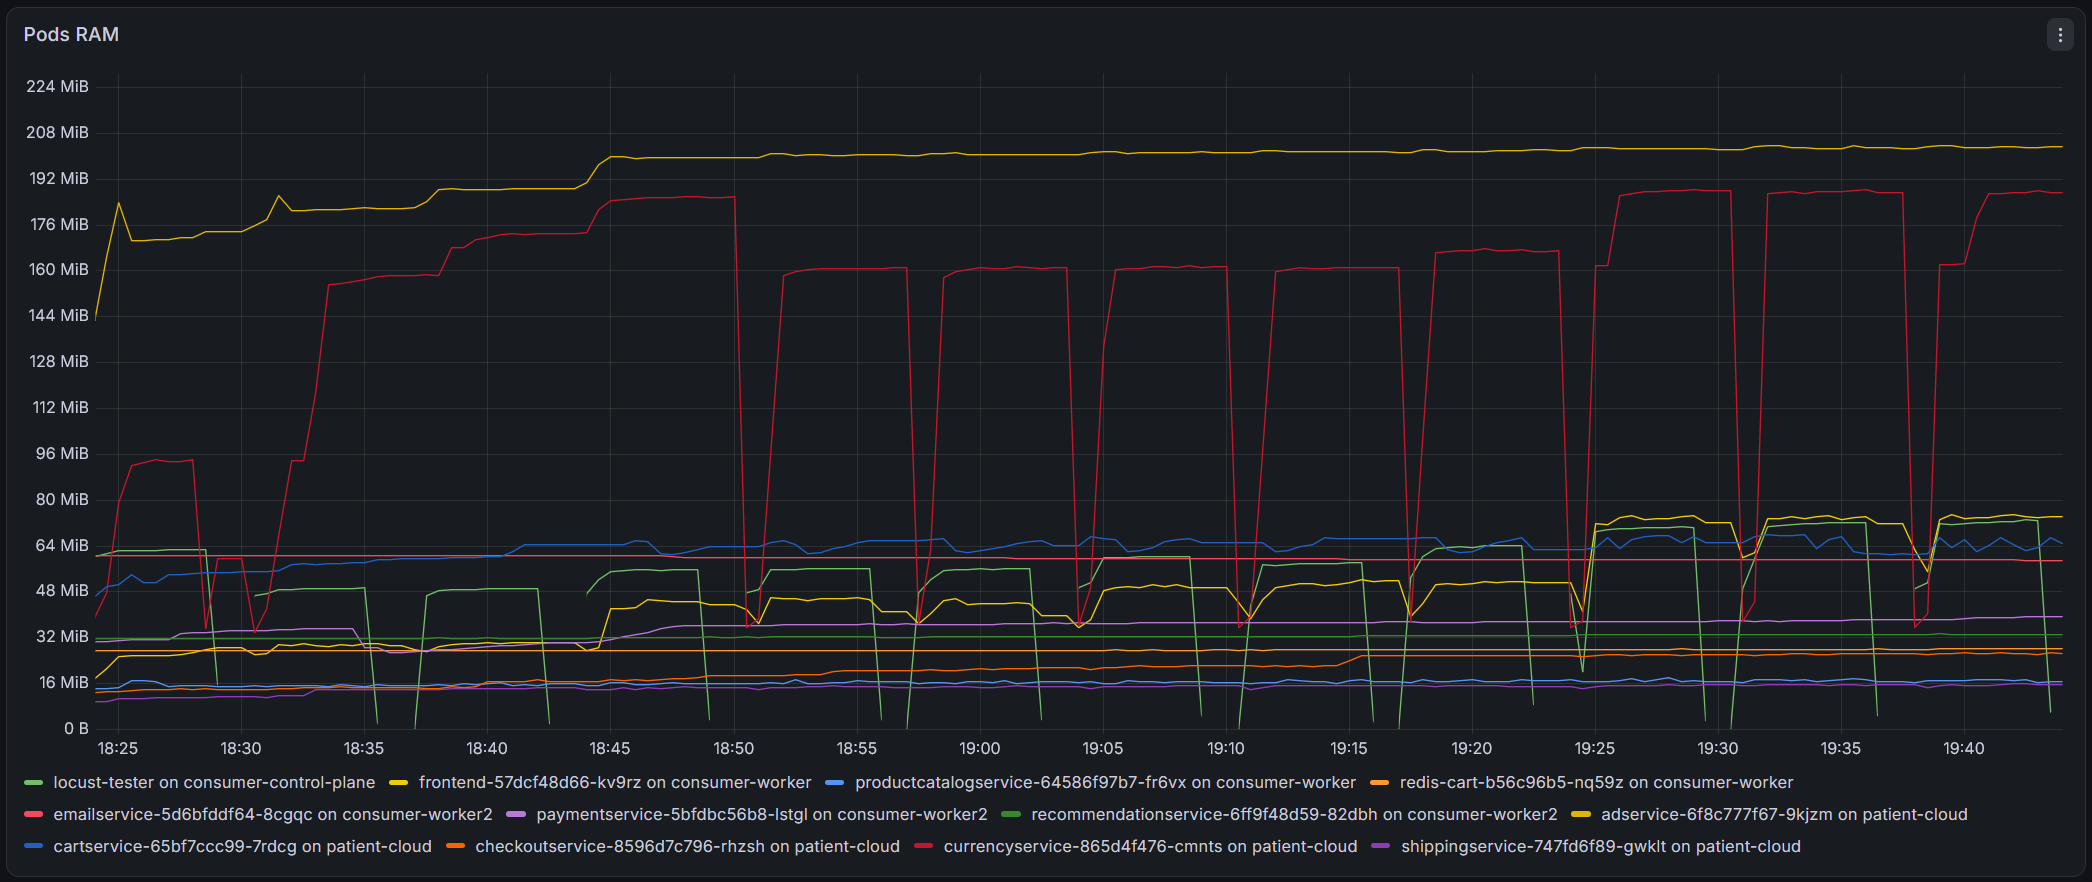 Pods RAM
224 MiB
208 MiB
192 MiB
176 MiB
160 MiB
144 MiB
128 MiB
112 MiB
96 MiB
80 MiB
64 MiB
48 MiB
32 MiB
16 MiB
0 B
18:25 18:30 18:35 18:40 18:45 18:50 18:55 19:00 19:05 19:10 19:15 19:20 19:25 19:30 19:35 19:40
locust-tester on consumer-control-plane frontend-57dcf48d66-kv9rz on consumer-worker productcatalogservice-64586f97b7-fr6vx on consumer-worker redis-cart-b56c96b5-nq59z on consumer-worker
emailservice-5d6bfddf64-8cgqc on consumer-worker2 paymentservice-5bfdbc56b8-lstgl on consumer-worker2 recommendationservice-6ff9f48d59-82dbh on consumer-worker2 adservice-6f8c777f67-9kjzm on patient-cloud
cartservice-65bf7ccc99-7rdcg on patient-cloud checkoutservice-8596d7c796-rhzsh on patient-cloud currencyservice-865d4f476-cmnts on patient-cloud shippingservice-747fd6f89-gwklt on patient-cloud